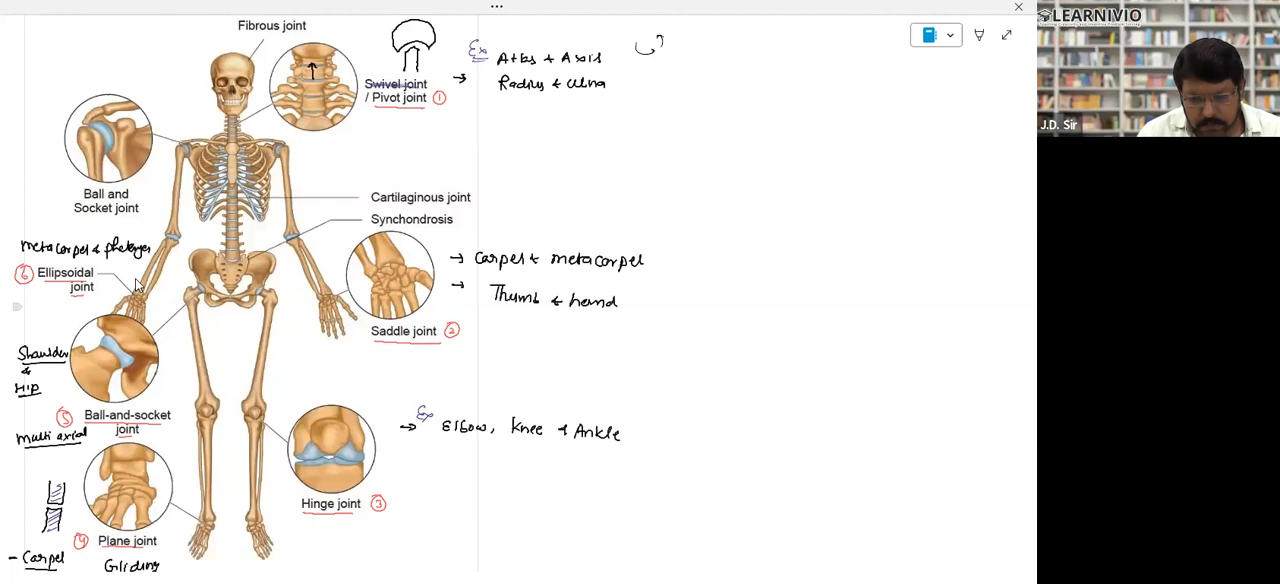 LEARNIVIO
J.D. Sir
Fibrous joint
Swivel joint
/ Pivot joint 1
Ex Atlas & Axis
→ Radius & Ulna
Ball and
Socket joint
Cartilaginous joint
Synchondrosis
metacarpel & phelenges
6 Ellipsoidal
joint
→ Carpel & metacarpel
→ Thumb & hand
Saddle joint 2
Shoulder
&
Hip
5 Ball-and-socket
joint
multi axial
→ Ex Elbow, Knee & Ankle
Hinge joint 3
4 Plane joint
- Carpel
Gliding